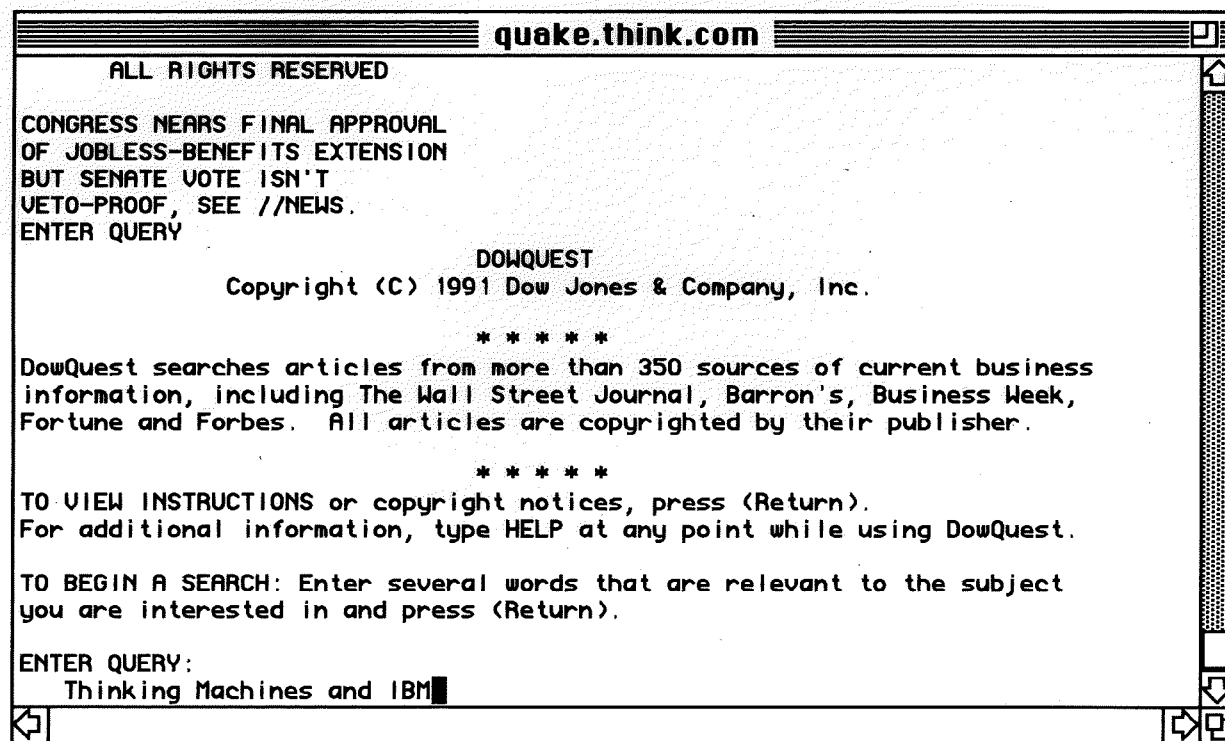 quake.think.com
ALL RIGHTS RESERVED
CONGRESS NEARS FINAL APPROVAL
OF JOBLESS-BENEFITS EXTENSION
BUT SENATE VOTE ISN'T
VETO-PROOF, SEE //NEWS.
ENTER QUERY
DOWQUEST
Copyright (C) 1991 Dow Jones & Company, Inc.
* * * * *
DowQuest searches articles from more than 350 sources of current business
information, including The Wall Street Journal, Barron's, Business Week,
Fortune and Forbes.  All articles are copyrighted by their publisher.
* * * * *
TO VIEW INSTRUCTIONS or copyright notices, press (Return).
For additional information, type HELP at any point while using DowQuest.
TO BEGIN A SEARCH: Enter several words that are relevant to the subject
you are interested in and press (Return).
ENTER QUERY:
Thinking Machines and IBM